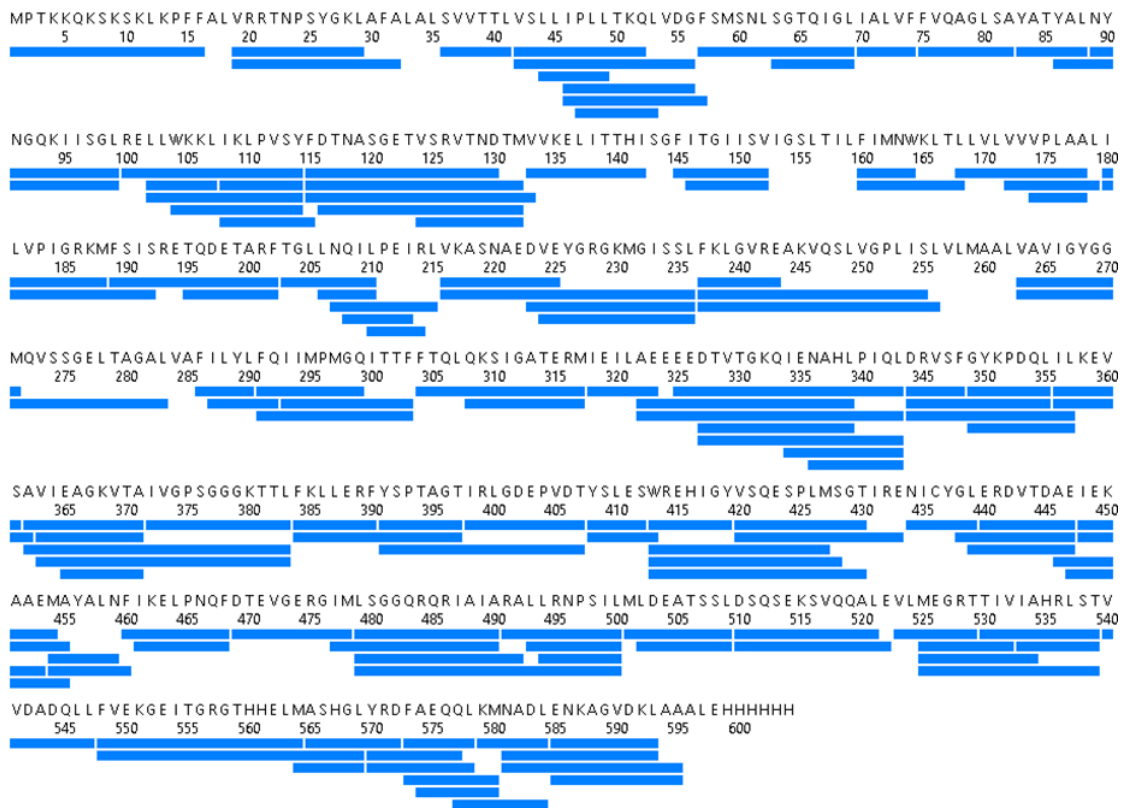 MPTKKQKSKSKLKPFFALVRRTNPSYGKLAFALALSVVTTLVSLLIPLLTKQLVDGFSMSNLSGTQIGLIALVFFVQAGLSAYATYALNY
5 10 15 20 25 30 35 40 45 50 55 60 65 70 75 80 85 90
NGQKIISGLRELLWKKLIKLPVSYFDTNASGETVSRVTNDTMVVKELITTHISGFITGIISVIGSLTILFIMNWKLTLLVLVVVPLAALI
95 100 105 110 115 120 125 130 135 140 145 150 155 160 165 170 175 180
LVPIGRKMFSISRETQDETARFTGLLNQILPEIRLVKASNAEDVEYGRGKMGISSLFKLGVREAKVQSLVGPLISLVLMAALVAVIGYGG
185 190 195 200 205 210 215 220 225 230 235 240 245 250 255 260 265 270
MQVSSGELTAGALVAFILYLFQIIMPMGQITTFFTQLQKSIGATERMIEILAEEEEDTVTGKQIENAHLPIQLDRVSFGYKPDQLILKEV
275 280 285 290 295 300 305 310 315 320 325 330 335 340 345 350 355 360
SAVIEAGKVTAIVGPSGGGKTTLFKLLERFYSPTAGTIRLGDEPVDTYSLESWREHIGYVSQESPLMSGTIRENICYGLERDVTDAEIEK
365 370 375 380 385 390 395 400 405 410 415 420 425 430 435 440 445 450
AAEMAYALNFIKELPNQFDTEVGERGIMLSGGQRQRIAIARALLRNPSILMLDEATSSLDSQSEKSVQQALEVLMEGRTTIVIAHRLSTV
455 460 465 470 475 480 485 490 495 500 505 510 515 520 525 530 535 540
VDADQLLFVEKGEITGRGTHHELMASHGLYRDFAEQQLKMNADLENKAGVDKLAAALEHHHHHH
545 550 555 560 565 570 575 580 585 590 595 600